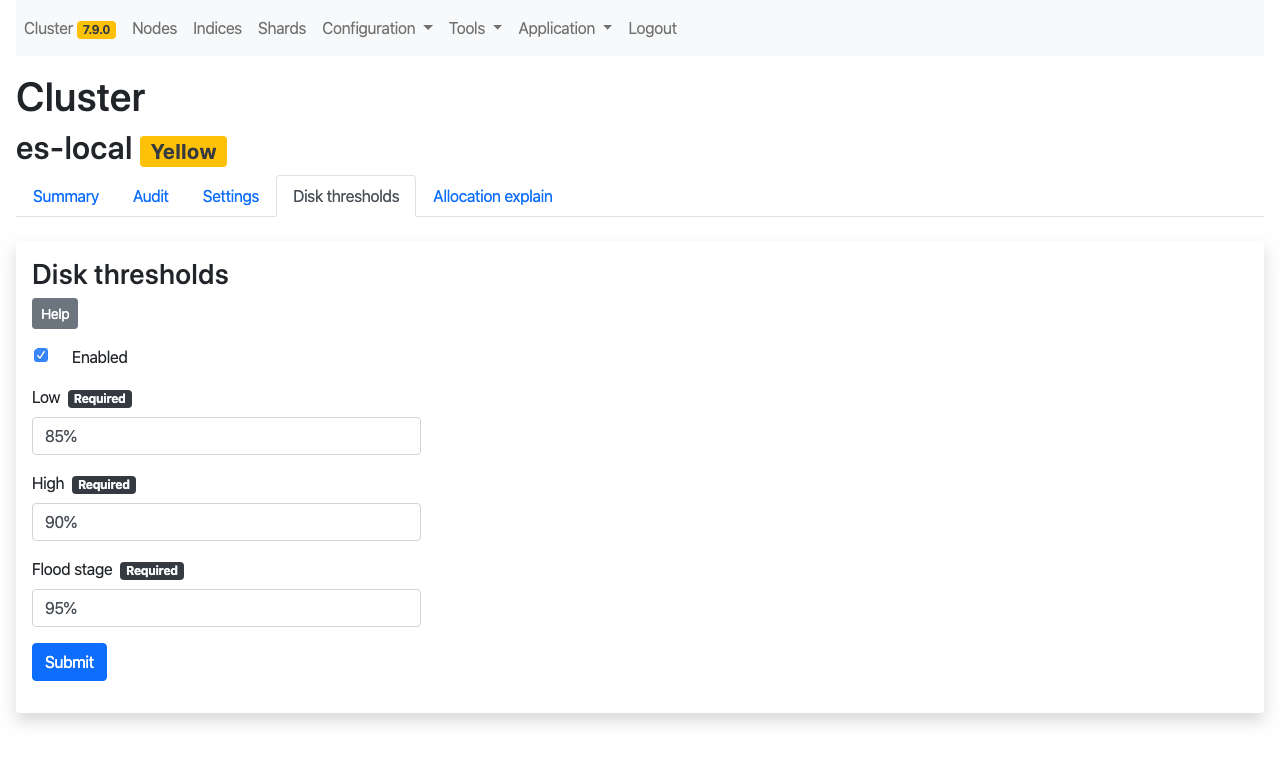 Cluster 7.9.0 Nodes Indices Shards Configuration Tools Application Logout
Cluster
es-local Yellow
Summary Audit Settings Disk thresholds Allocation explain
Disk thresholds
Help
Enabled
Low Required
85%
High Required
90%
Flood stage Required
95%
Submit